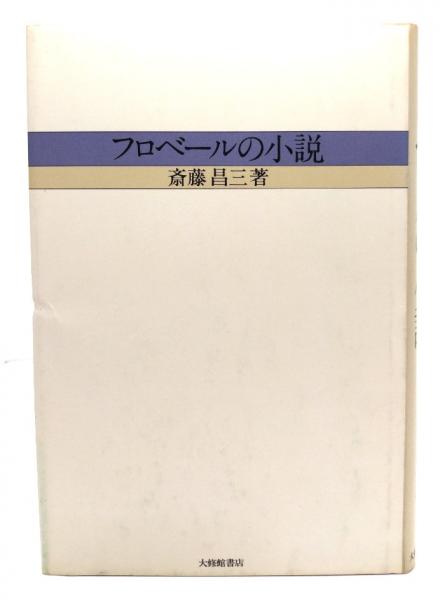 フロベールの小説
斎藤昌三著
大修館書店